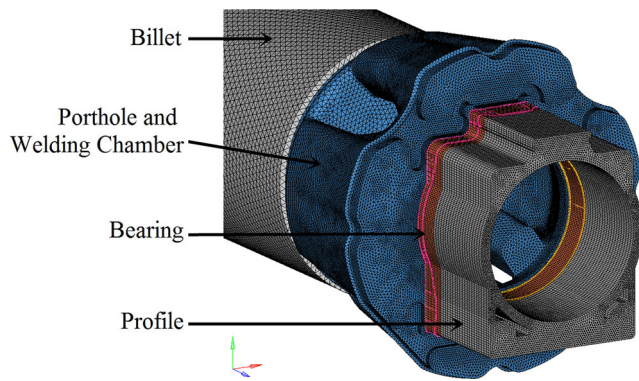 Billet
Porthole and
Welding Chamber
Bearing
Profile